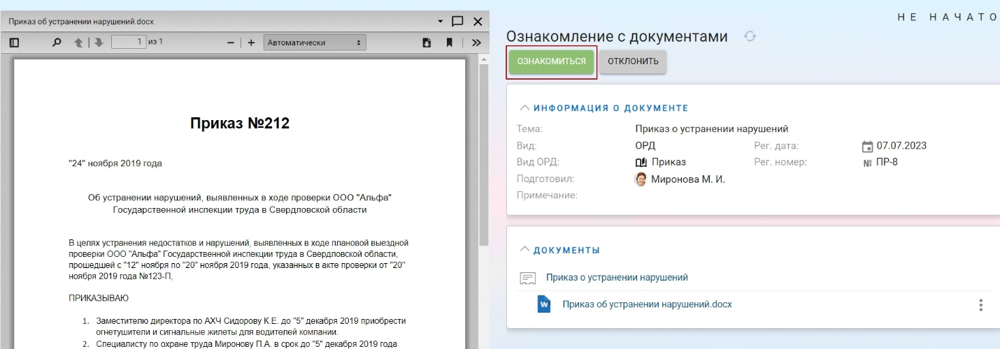 Приказ об устранении нарушений.docx
1 из 1
Автоматически
Приказ №212
"24" ноября 2019 года
Об устранении нарушений, выявленных в ходе проверки ООО "Альфа"
Государственной инспекции труда в Свердловской области
В целях устранения недостатков и нарушений, выявленных в ходе плановой выездной
проверки ООО "Альфа" Государственной инспекции труда в Свердловской области,
прошедшей с "12" ноября по "20" ноября 2019 года, указанных в акте проверки от "20"
ноября 2019 года №123-П,
ПРИКАЗЫВАЮ
1. Заместителю директора по АХЧ Сидорову К.Е. до "5" декабря 2019 приобрести
огнетушители и сигнальные жилеты для водителей компании.
2. Специалисту по охране труда Миронову П.А. в срок до "5" декабря 2019 года
НЕ НАЧАТО
Ознакомление с документами
ОЗНАКОМИТЬСЯ ОТКЛОНИТЬ
ИНФОРМАЦИЯ О ДОКУМЕНТЕ
Тема: Приказ о устранении нарушений
Вид: ОРД Рег. дата: 07.07.2023
Вид ОРД: Приказ Рег. номер: № ПР-8
Подготовил: Миронова М. И.
Примечание:
ДОКУМЕНТЫ
Приказ о устранении нарушений
W Приказ об устранении нарушений.docx